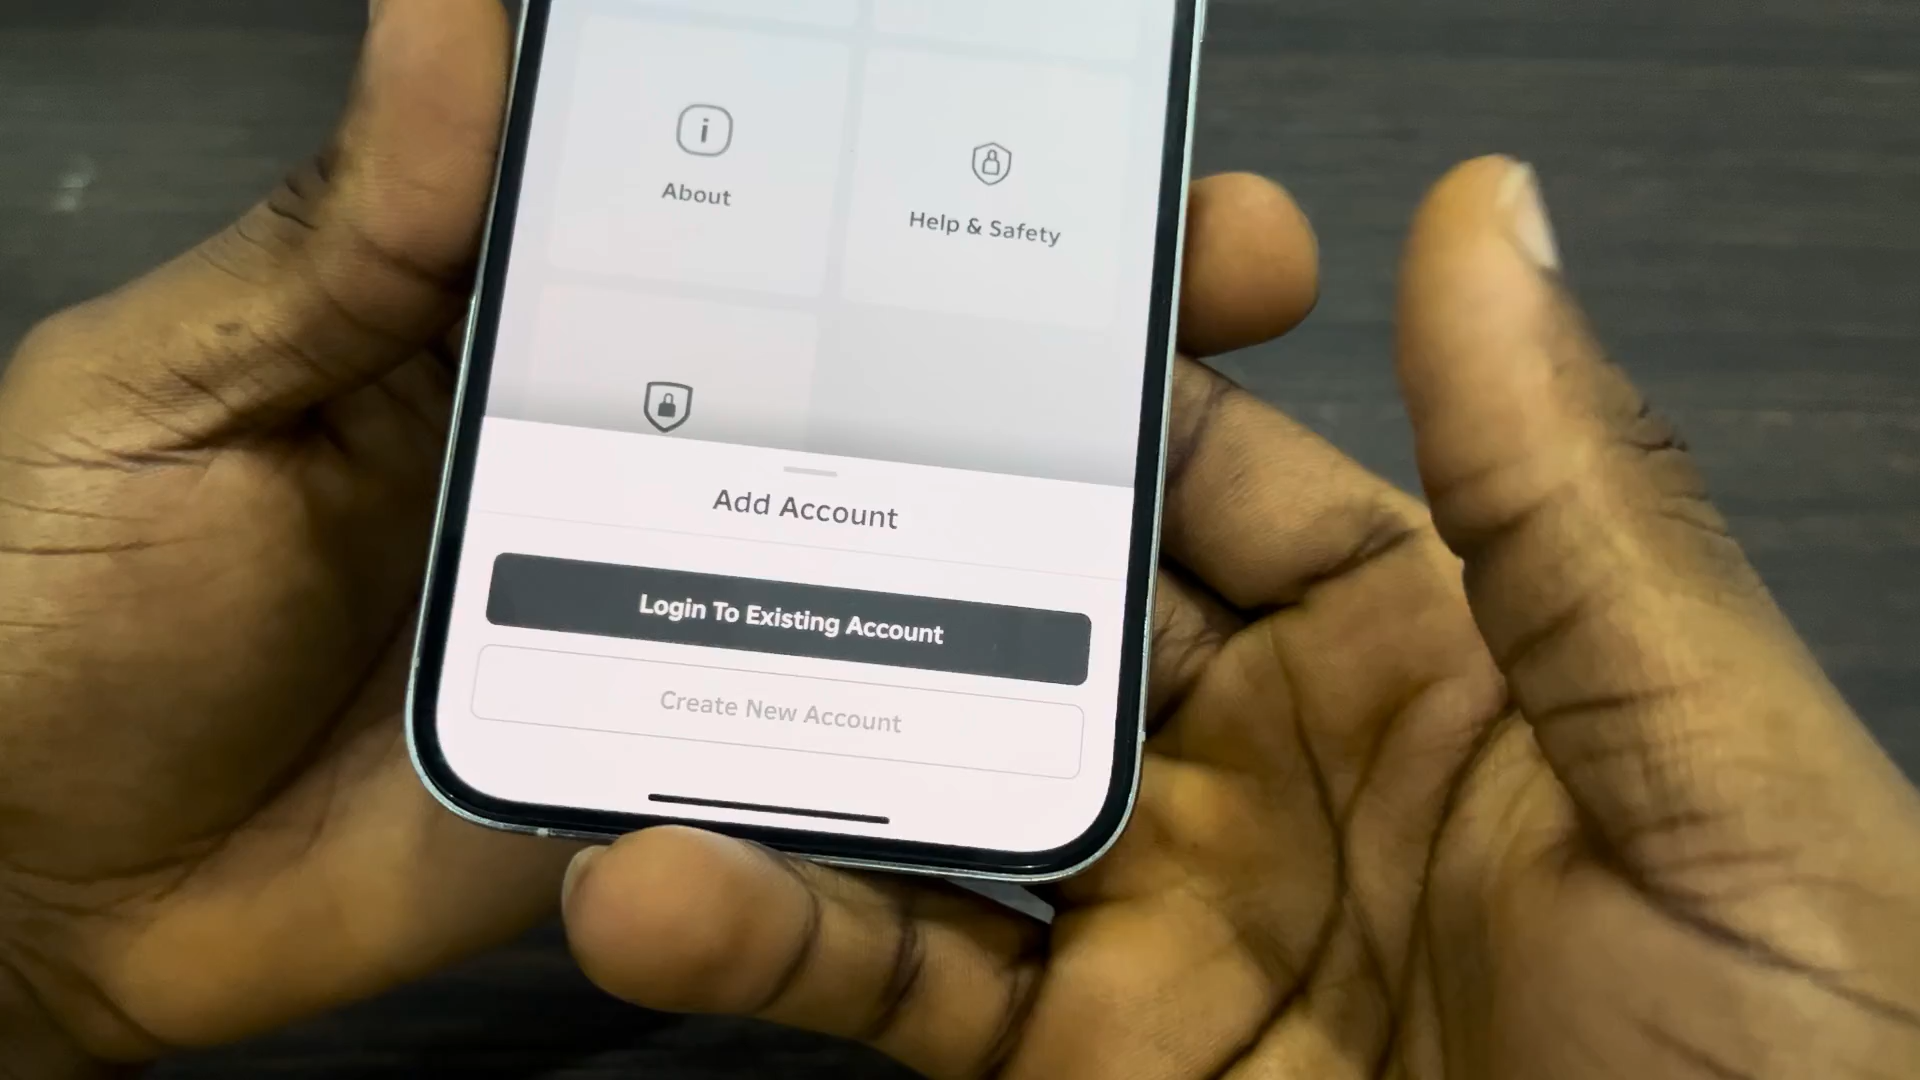 About
Help & Safety
Add Account
Login To Existing Account
Create New Account